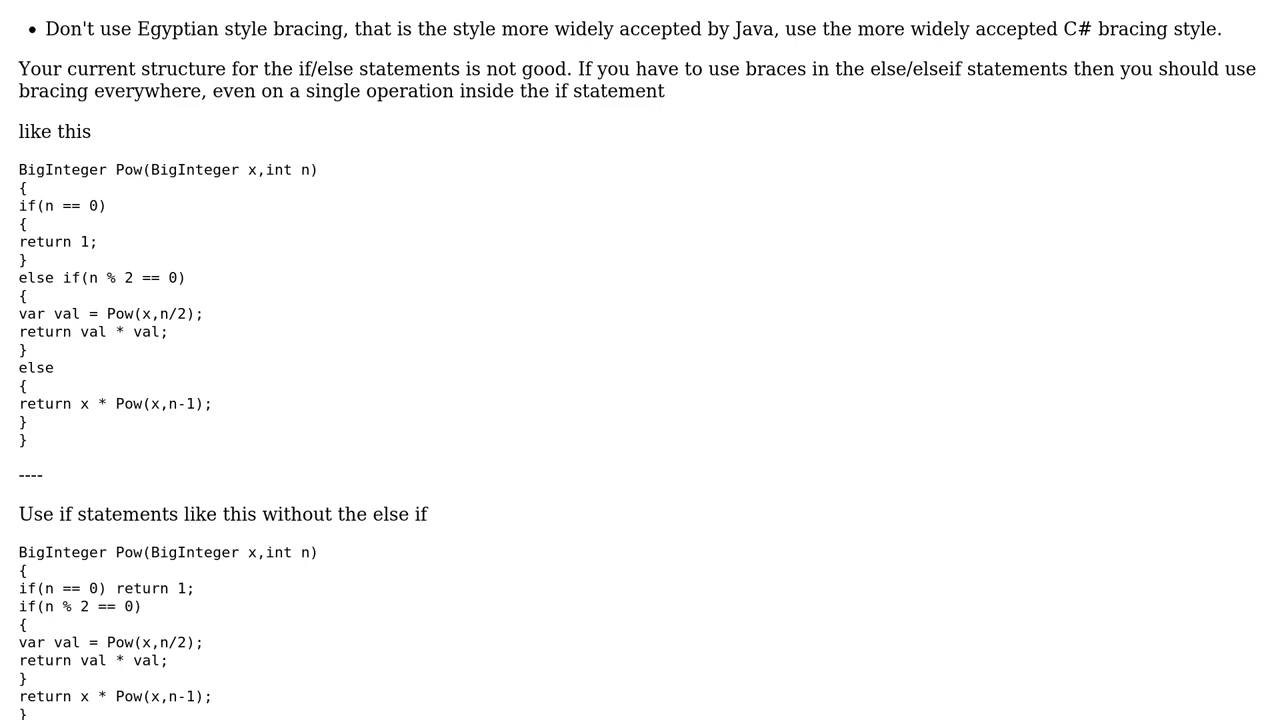 • Don't use Egyptian style bracing, that is the style more widely accepted by Java, use the more widely accepted C# bracing style.
Your current structure for the if/else statements is not good. If you have to use braces in the else/elseif statements then you should use
bracing everywhere, even on a single operation inside the if statement
like this
BigInteger Pow(BigInteger x,int n)
{
if(n == 0)
{
return 1;
}
else if(n % 2 == 0)
{
var val = Pow(x,n/2);
return val * val;
}
else
{
return x * Pow(x,n-1);
}
}
----
Use if statements like this without the else if
BigInteger Pow(BigInteger x,int n)
{
if(n == 0) return 1;
if(n % 2 == 0)
{
var val = Pow(x,n/2);
return val * val;
}
return x * Pow(x,n-1);
}